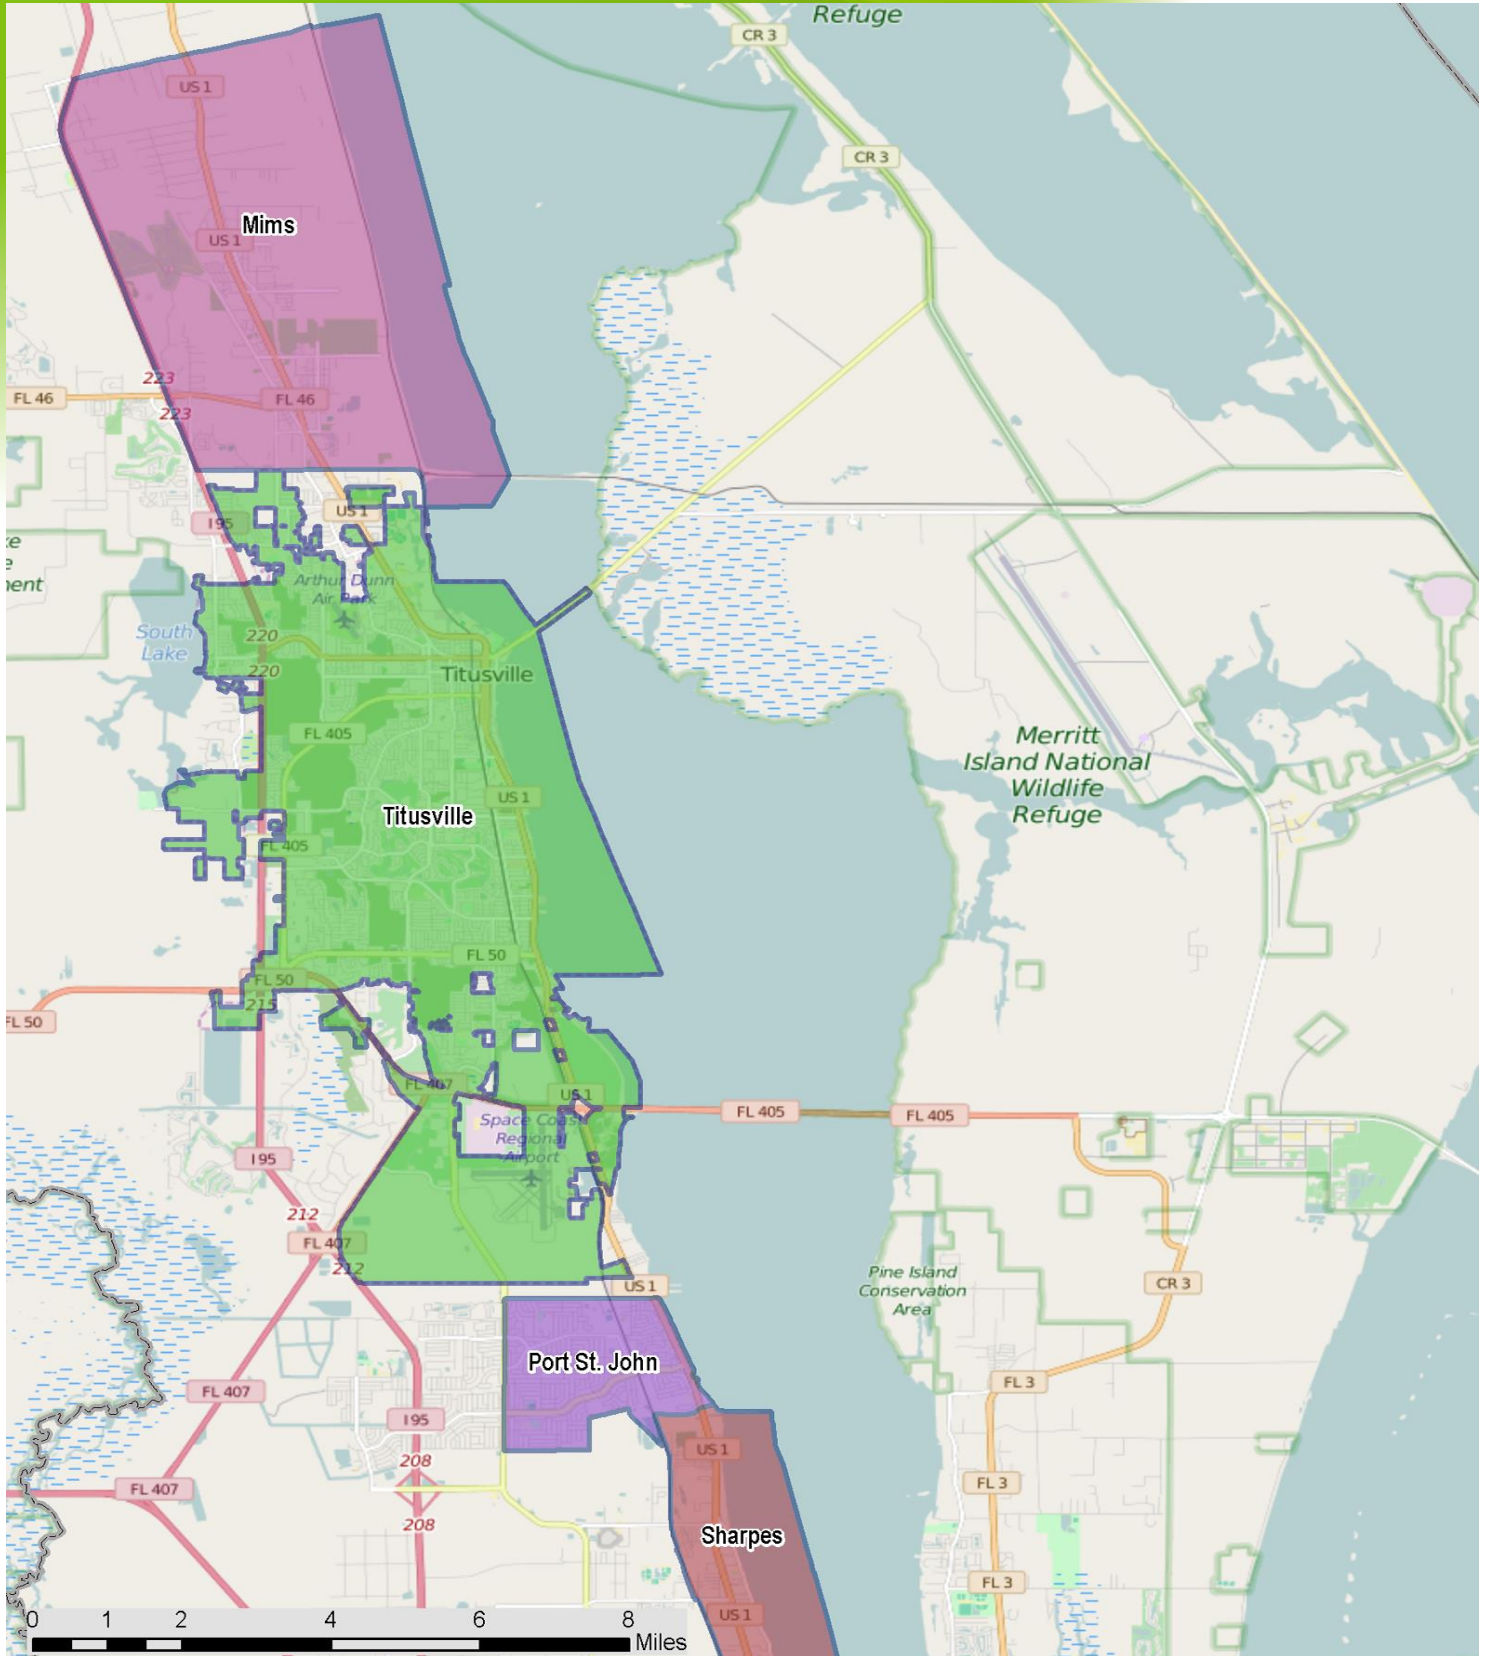 Refuge
CR 3
US 1
CR 3
Mims
US 1
223
FL 46
FL 46
223
US 1
I 95
ke
e
nent
Arthur Dunn
Air Park
South
Lake
220
220
Titusville
FL 405
Merritt
Island National
Wildlife
Refuge
US 1
Titusville
FL 405
FL 50
FL 50
215
FL 50
FL 407
US 1
FL 405
FL 405
Space Coast
Regional
Airport
I 95
212
FL 407
212
US 1
Pine Island
Conservation
Area
CR 3
Port St. John
FL 3
FL 407
I 95
US 1
208
FL 407
FL 3
208
Sharpes
FL 3
US 1
0 1 2 4 6 8
Miles